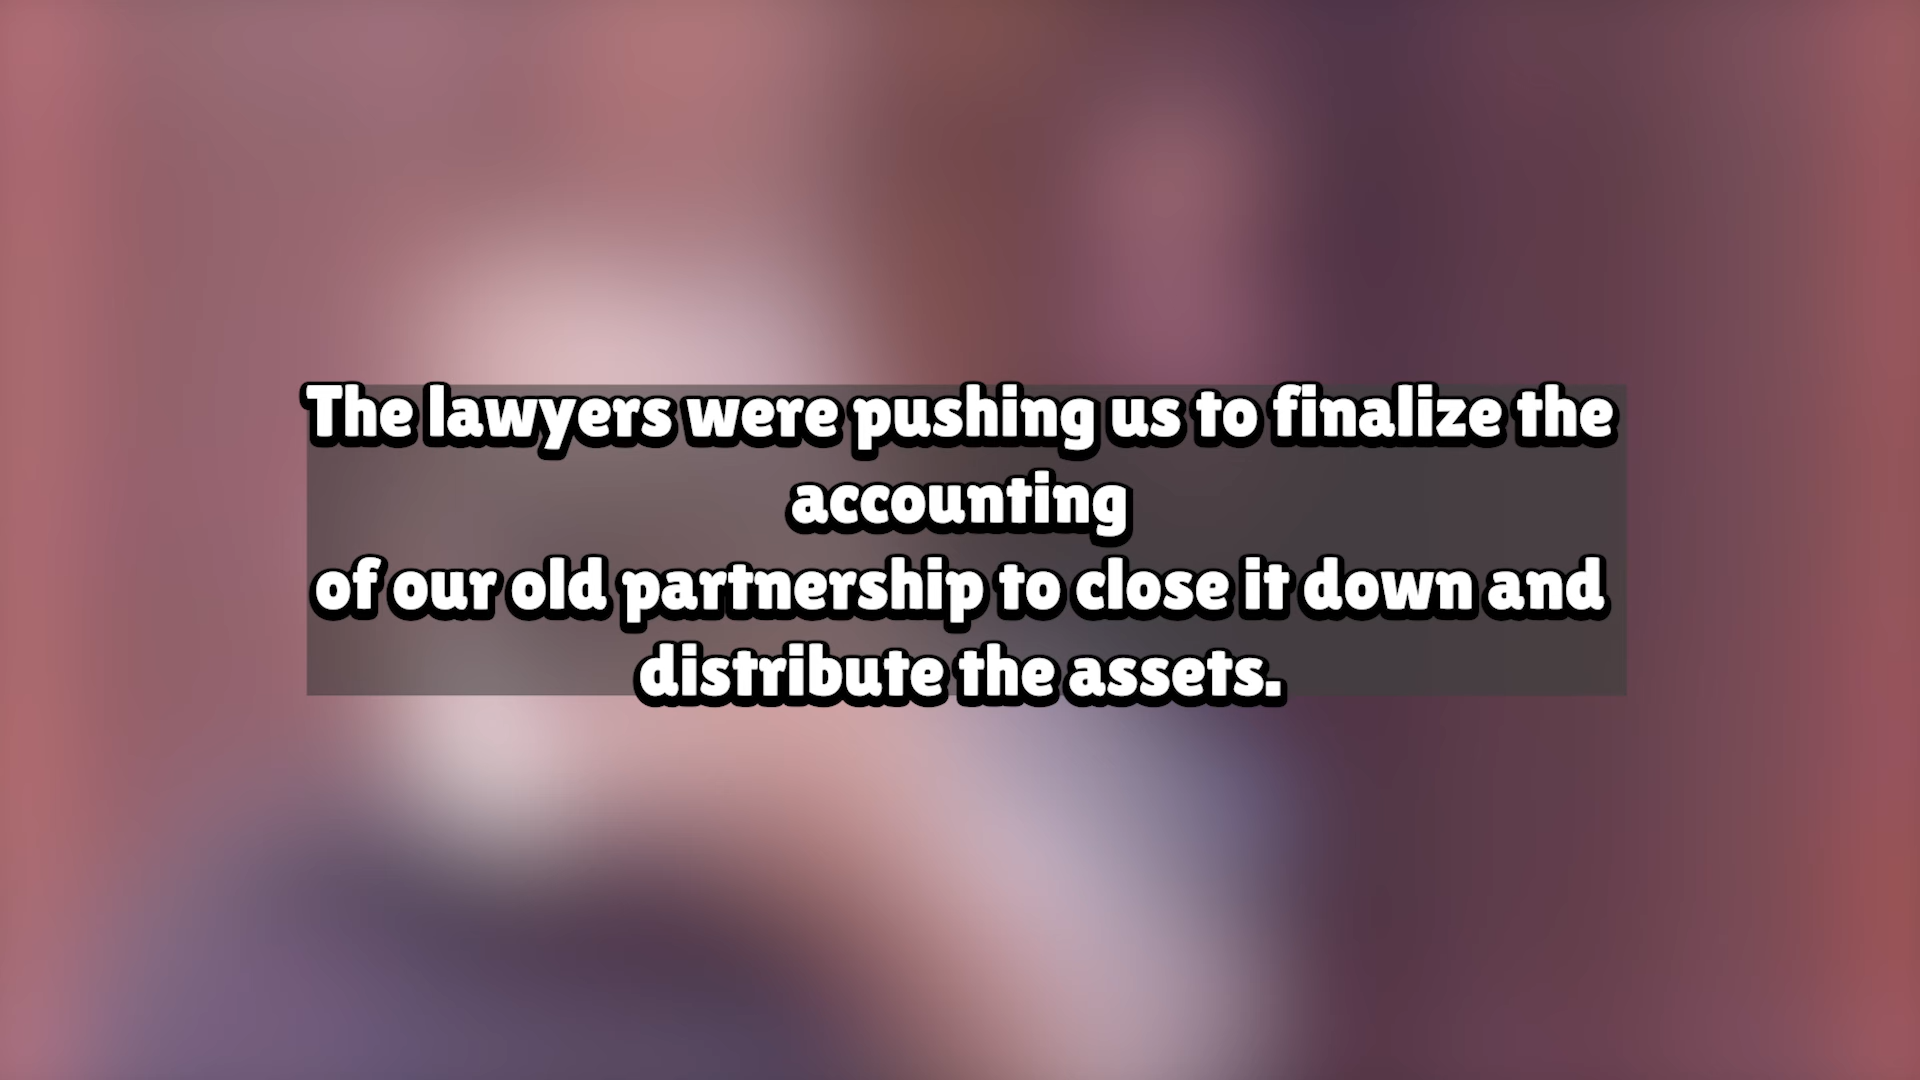 The lawyers were pushing us to finalize the
accounting
of our old partnership to close it down and
distribute the assets.